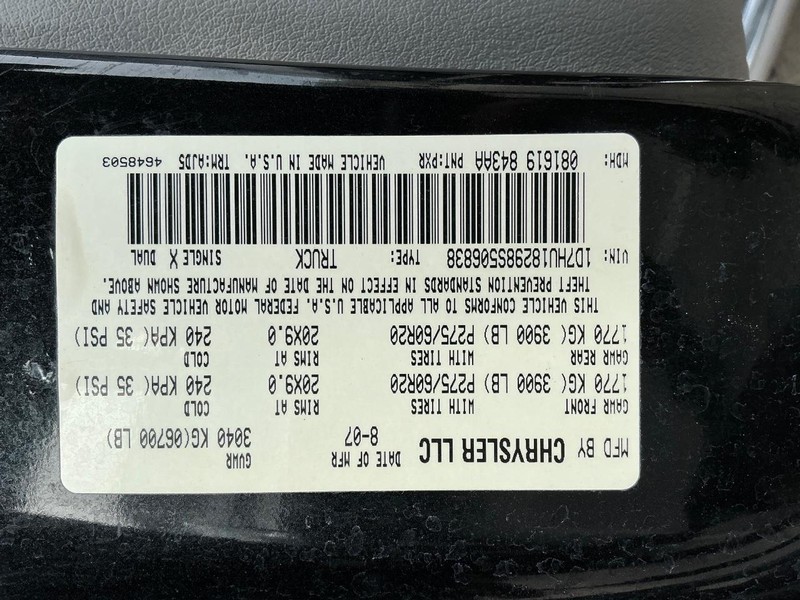 MFD BY CHRYSLER LLC DATE OF MFR GVWR
8-07 3040 KG(06700 LB)
GAWR FRONT WITH TIRES RIMS AT COLD
1770 KG( 3900 LB) P275/60R20 20X9.0 240 KPA( 35 PSI)
GAWR REAR WITH TIRES RIMS AT COLD
1770 KG( 3900 LB) P275/60R20 20X9.0 240 KPA( 35 PSI)
THIS VEHICLE CONFORMS TO ALL APPLICABLE U.S.A. FEDERAL MOTOR VEHICLE SAFETY AND
THEFT PREVENTION STANDARDS IN EFFECT ON THE DATE OF MANUFACTURE SHOWN ABOVE.
VIN: 1D7HU18298S506838 TYPE: TRUCK SINGLE X DUAL
MDH: 081619 843AA PNT:PXR VEHICLE MADE IN U.S.A. TRM:AJD5 4648503